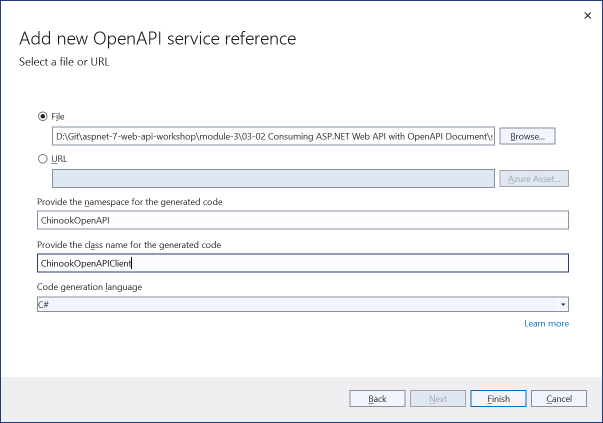 Add new OpenAPI service reference
Select a file or URL
File
D:\Git\aspnet-7-web-api-workshop\module-3\03-02 Consuming ASP.NET Web API with OpenAPI Document\s
Browse...
URL
Azure Asset...
Provide the namespace for the generated code
ChinookOpenAPI
Provide the class name for the generated code
ChinookOpenAPIClient
Code generation language
C#
Learn more
Back Next Finish Cancel